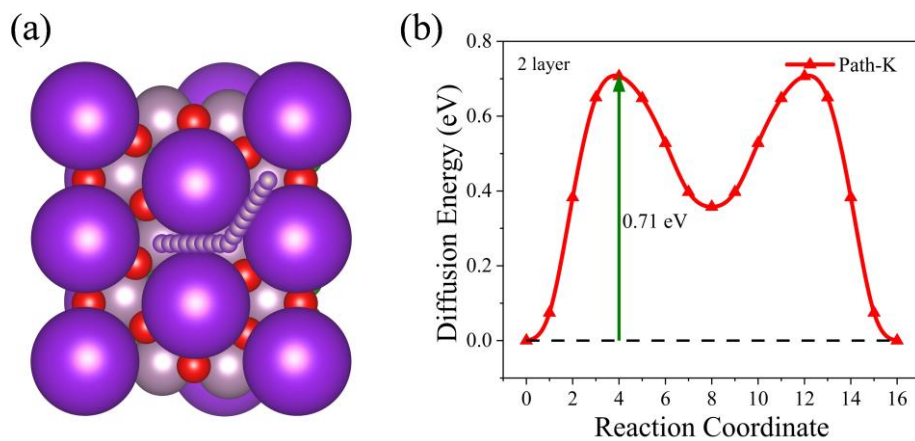 (a)
(b)
2 layer
Path-K
0.71 eV
Diffusion Energy (eV)
0.8
0.6
0.4
0.2
0.0
0 2 4 6 8 10 12 14 16
Reaction Coordinate